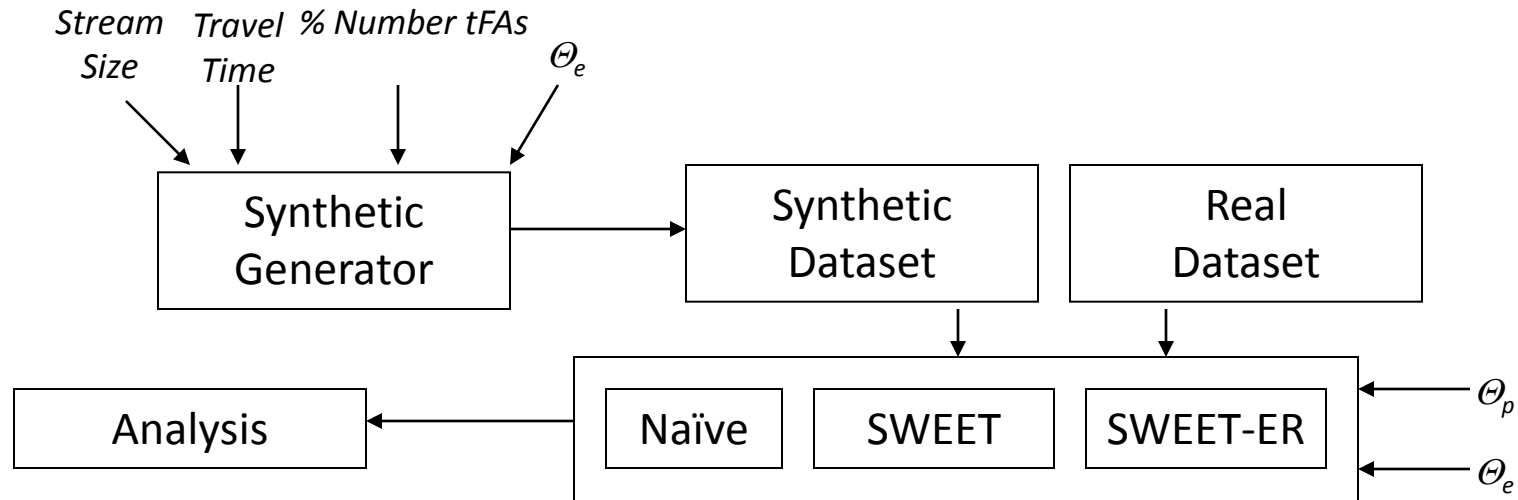 Stream
Size
Travel
Time
% Number tFAs
Θe
Synthetic
Generator
Synthetic
Dataset
Real
Dataset
Analysis
Naïve
SWEET
SWEET-ER
Θp
Θe